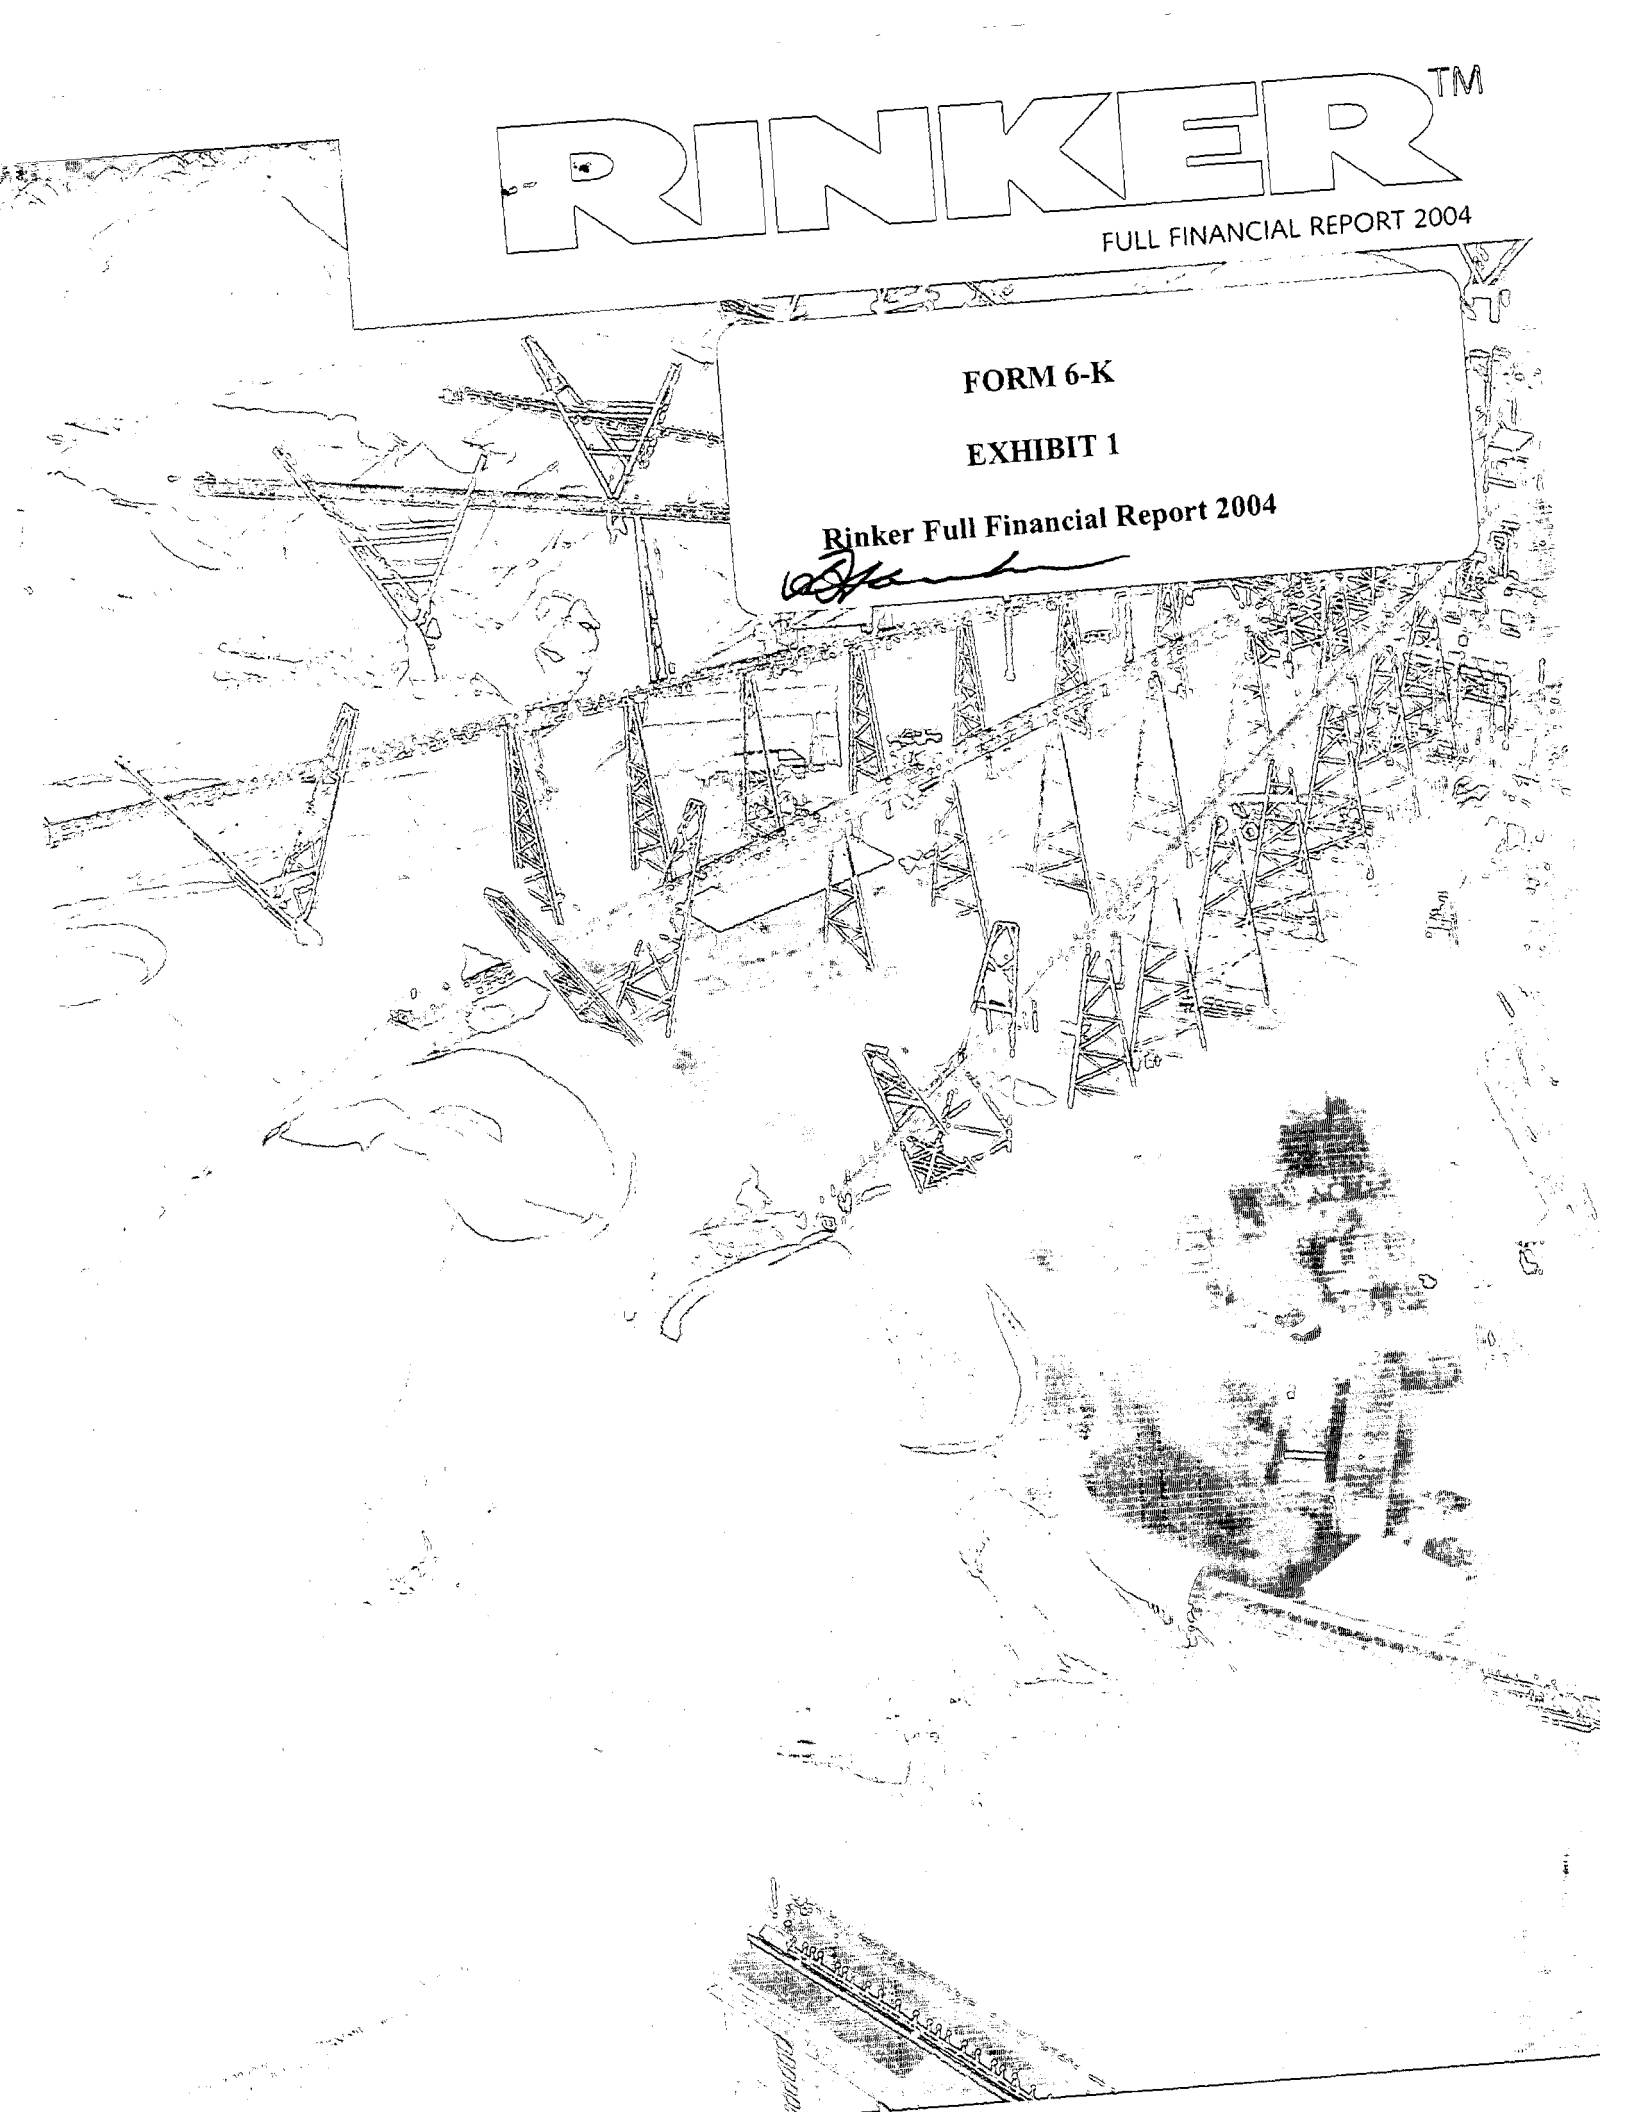 RINKER™
FULL FINANCIAL REPORT 2004
FORM 6-K
EXHIBIT 1
Rinker Full Financial Report 2004